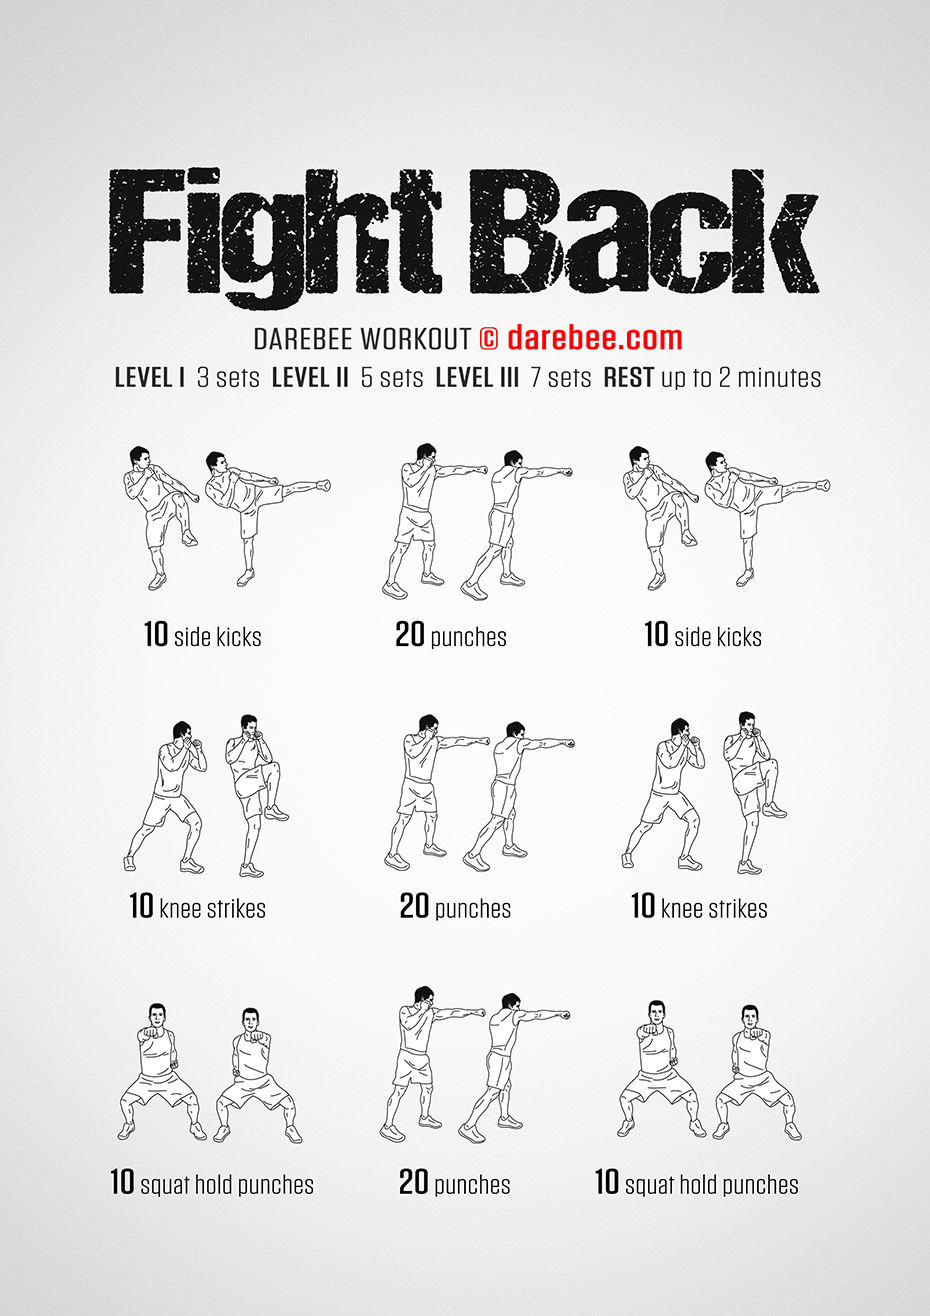 Fight Back
DAREBEE WORKOUT © darebee.com
LEVEL I 3 sets LEVEL II 5 sets LEVEL III 7 sets REST up to 2 minutes
10 side kicks
20 punches
10 side kicks
10 knee strikes
20 punches
10 knee strikes
10 squat hold punches
20 punches
10 squat hold punches